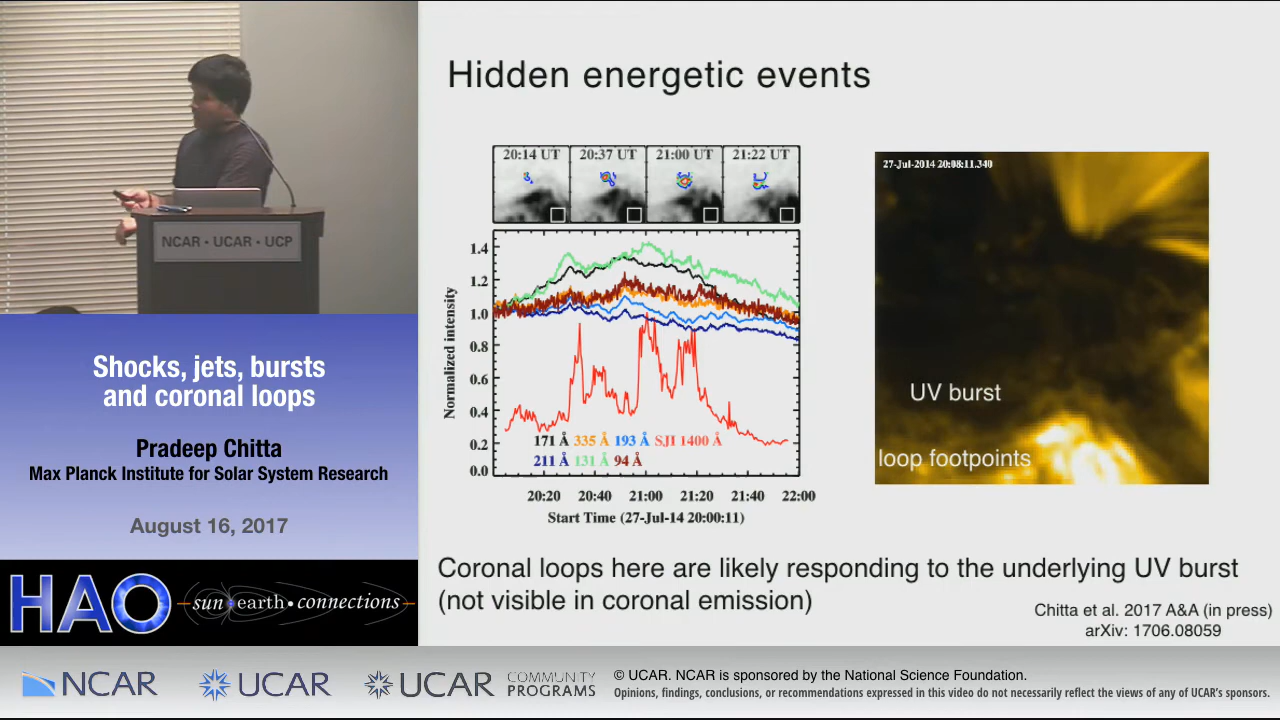 Hidden energetic events
20:14 UT 20:37 UT 21:00 UT 21:22 UT
27-Jul-2014 20:08:11.340
NCAR • UCAR • UCP
1.4
1.2
1.0
0.8
0.6
0.4
0.2
0.0
Normalized intensity
171 Å 335 Å 193 Å SJI 1400 Å
211 Å 131 Å 94 Å
20:20 20:40 21:00 21:20 21:40 22:00
Start Time (27-Jul-14 20:00:11)
UV burst
loop footpoints
Shocks, jets, bursts
and coronal loops
Pradeep Chitta
Max Planck Institute for Solar System Research
August 16, 2017
Coronal loops here are likely responding to the underlying UV burst
(not visible in coronal emission)
Chitta et al. 2017 A&A (in press)
arXiv: 1706.08059
HAO sun • earth • connections
NCAR UCAR UCAR COMMUNITY
PROGRAMS
© UCAR. NCAR is sponsored by the National Science Foundation.
Opinions, findings, conclusions, or recommendations expressed in this video do not necessarily reflect the views of any of UCAR's sponsors.